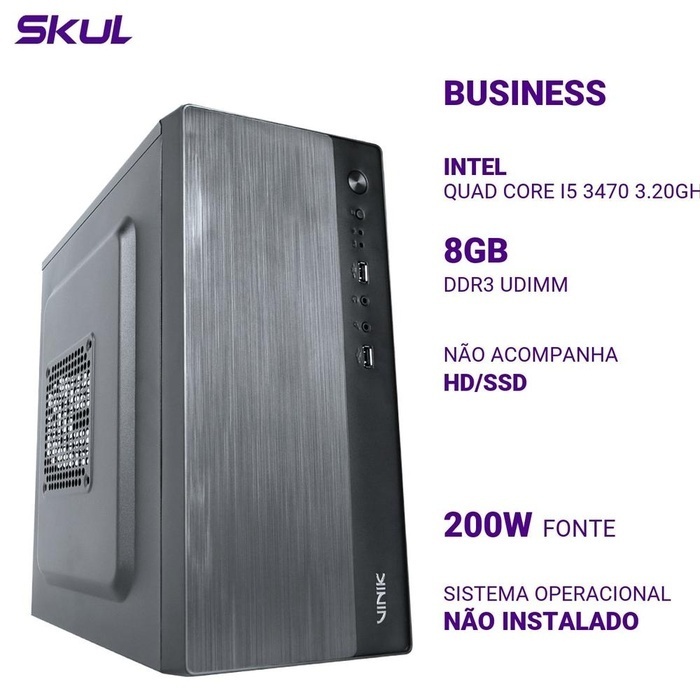 SKUL
BUSINESS
INTEL
QUAD CORE I5 3470 3.20GH
8GB
DDR3 UDIMM
NÃO ACOMPANHA
HD/SSD
200W FONTE
SISTEMA OPERACIONAL
NÃO INSTALADO
VINIK